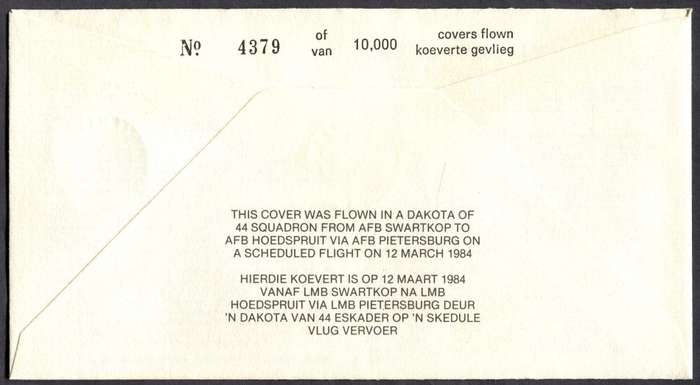 No 4379 of van 10,000 covers flown koeverte gevlieg
THIS COVER WAS FLOWN IN A DAKOTA OF
44 SQUADRON FROM AFB SWARTKOP TO
AFB HOEDSPRUIT VIA AFB PIETERSBURG ON
A SCHEDULED FLIGHT ON 12 MARCH 1984
HIERDIE KOEVERT IS OP 12 MAART 1984
VANAF LMB SWARTKOP NA LMB
HOEDSPRUIT VIA LMB PIETERSBURG DEUR
'N DAKOTA VAN 44 ESKADER OP 'N SKEDULE
VLUG VERVOER